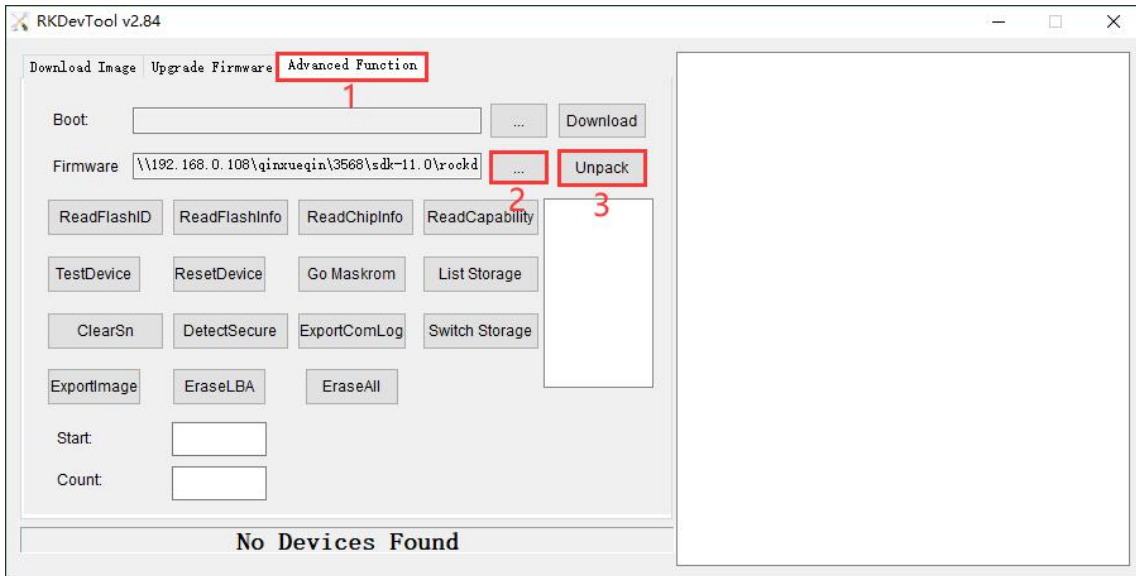 RKDevTool v2.84
Download Image Upgrade Firmware Advanced Function
1
Boot: ... Download
Firmware \\192.168.0.108\qinxueqin\3568\sdk-11.0\rockd ... Unpack
2 3
ReadFlashID ReadFlashInfo ReadChipInfo ReadCapability
TestDevice ResetDevice Go Maskrom List Storage
ClearSn DetectSecure ExportComLog Switch Storage
ExportImage EraseLBA EraseAll
Start:
Count:
No Devices Found